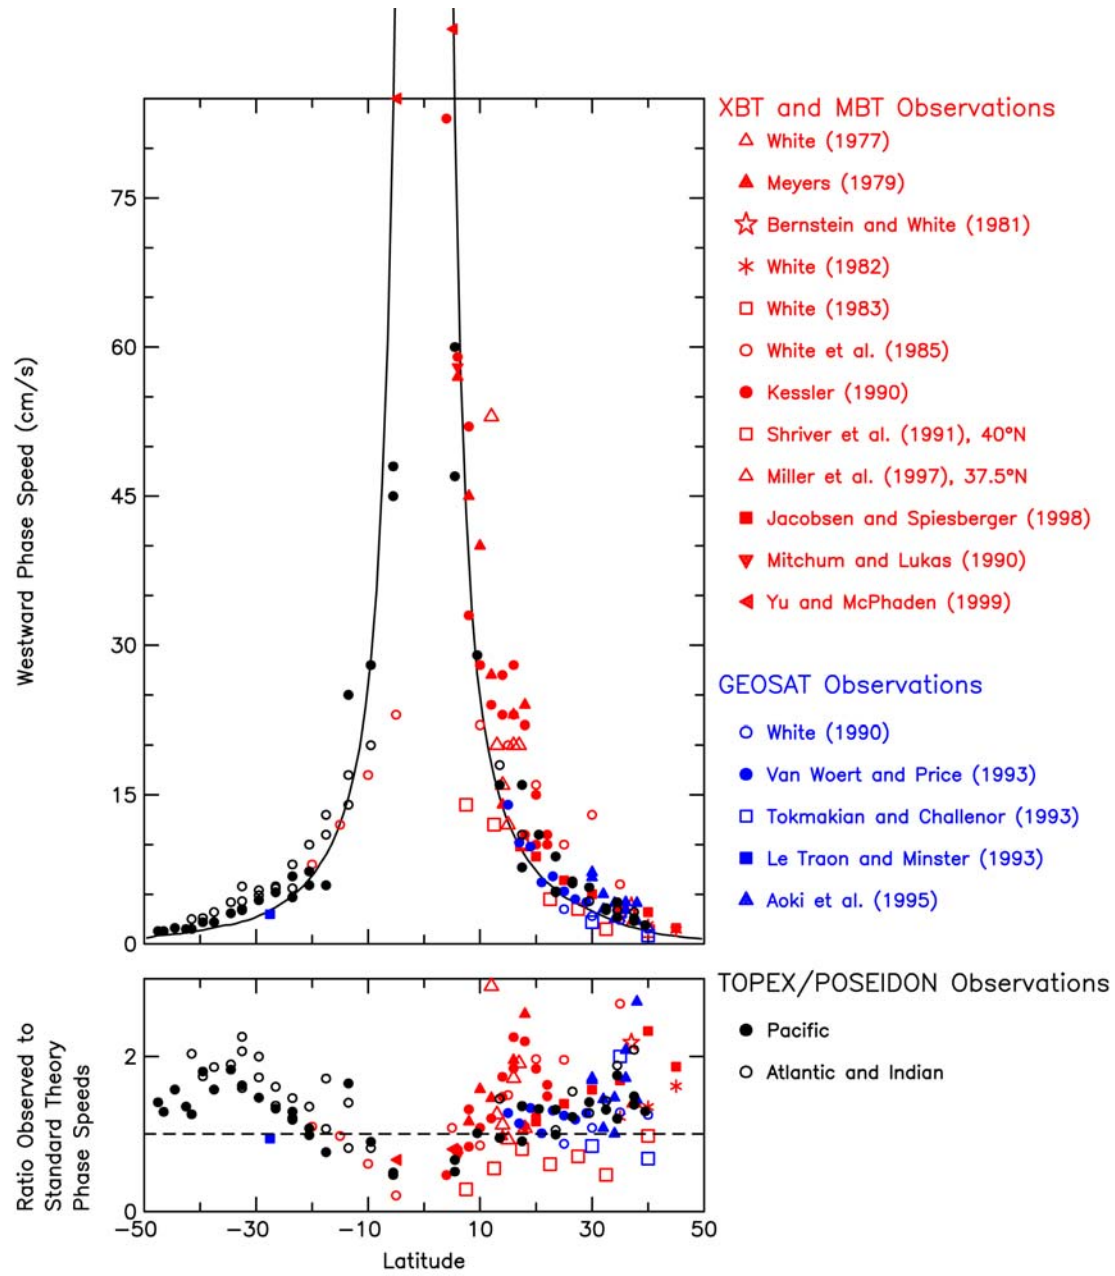 XBT and MBT Observations
White (1977)
Meyers (1979)
Bernstein and White (1981)
White (1982)
White (1983)
White et al. (1985)
Kessler (1990)
Shriver et al. (1991), 40°N
Miller et al. (1997), 37.5°N
Jacobsen and Spiesberger (1998)
Mitchum and Lukas (1990)
Yu and McPhaden (1999)
GEOSAT Observations
White (1990)
Van Woert and Price (1993)
Tokmakian and Challenor (1993)
Le Traon and Minster (1993)
Aoki et al. (1995)
TOPEX/POSEIDON Observations
Pacific
Atlantic and Indian
Westward Phase Speed (cm/s)
75
60
45
30
15
0
Ratio Observed to
Standard Theory
Phase Speeds
2
1
0
-50
-30
-10
10
30
50
Latitude